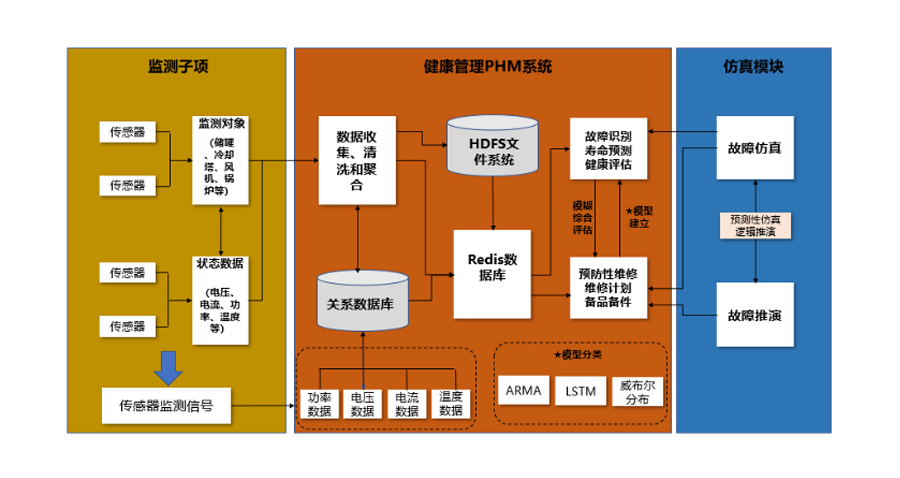 监测子项
传感器
传感器
监测对象
(储罐
、冷却
塔、风
机、锅
炉等)
传感器
传感器
状态数据
(电压、
电流、功
率、温度
等)
传感器监测信号
健康管理PHM系统
数据收
集、清
洗和聚
合
HDFS文
件系统
故障识别
寿命预测
健康评估
模糊
综合
评估
★模型
建立
Redis数
据库
关系数据库
预防性维修
维修计划
备品备件
功率
数据
电压
数据
电流
数据
温度
数据
★模型分类
ARMA
LSTM
威布尔
分布
仿真模块
故障仿真
预测性仿真
逻辑推演
故障推演